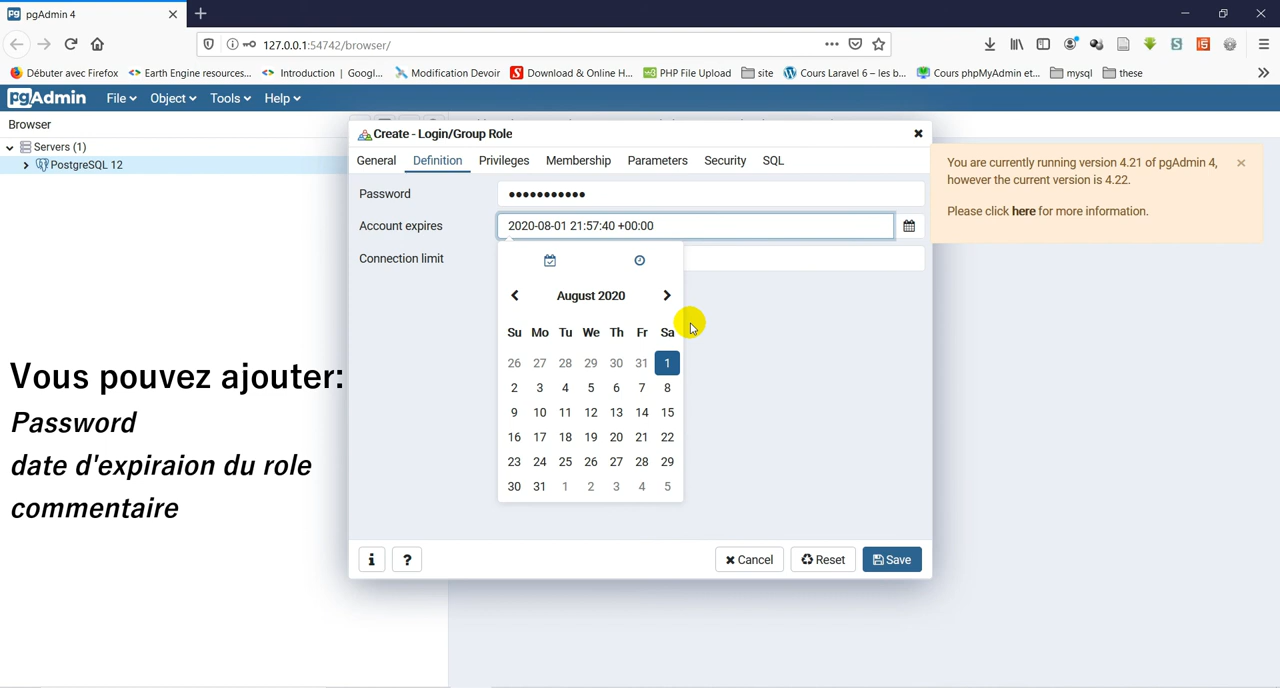 pgAdmin 4
127.0.0.1:54742/browser/
Débuter avec Firefox
Earth Engine resources...
Introduction | Googl...
Modification Devoir
Download & Online H...
PHP File Upload
site
Cours Laravel 6 – les b...
Cours phpMyAdmin et...
mysql
these
pgAdmin File Object Tools Help
Browser
Servers (1)
PostgreSQL 12
Create - Login/Group Role
General Definition Privileges Membership Parameters Security SQL
Password •••••••••••
Account expires 2020-08-01 21:57:40 +00:00
Connection limit
August 2020
Su Mo Tu We Th Fr Sa
26 27 28 29 30 31 1
2 3 4 5 6 7 8
9 10 11 12 13 14 15
16 17 18 19 20 21 22
23 24 25 26 27 28 29
30 31 1 2 3 4 5
i ? Cancel Reset Save
You are currently running version 4.21 of pgAdmin 4,
however the current version is 4.22.
Please click here for more information.
Vous pouvez ajouter:
Password
date d'expiraion du role
commentaire